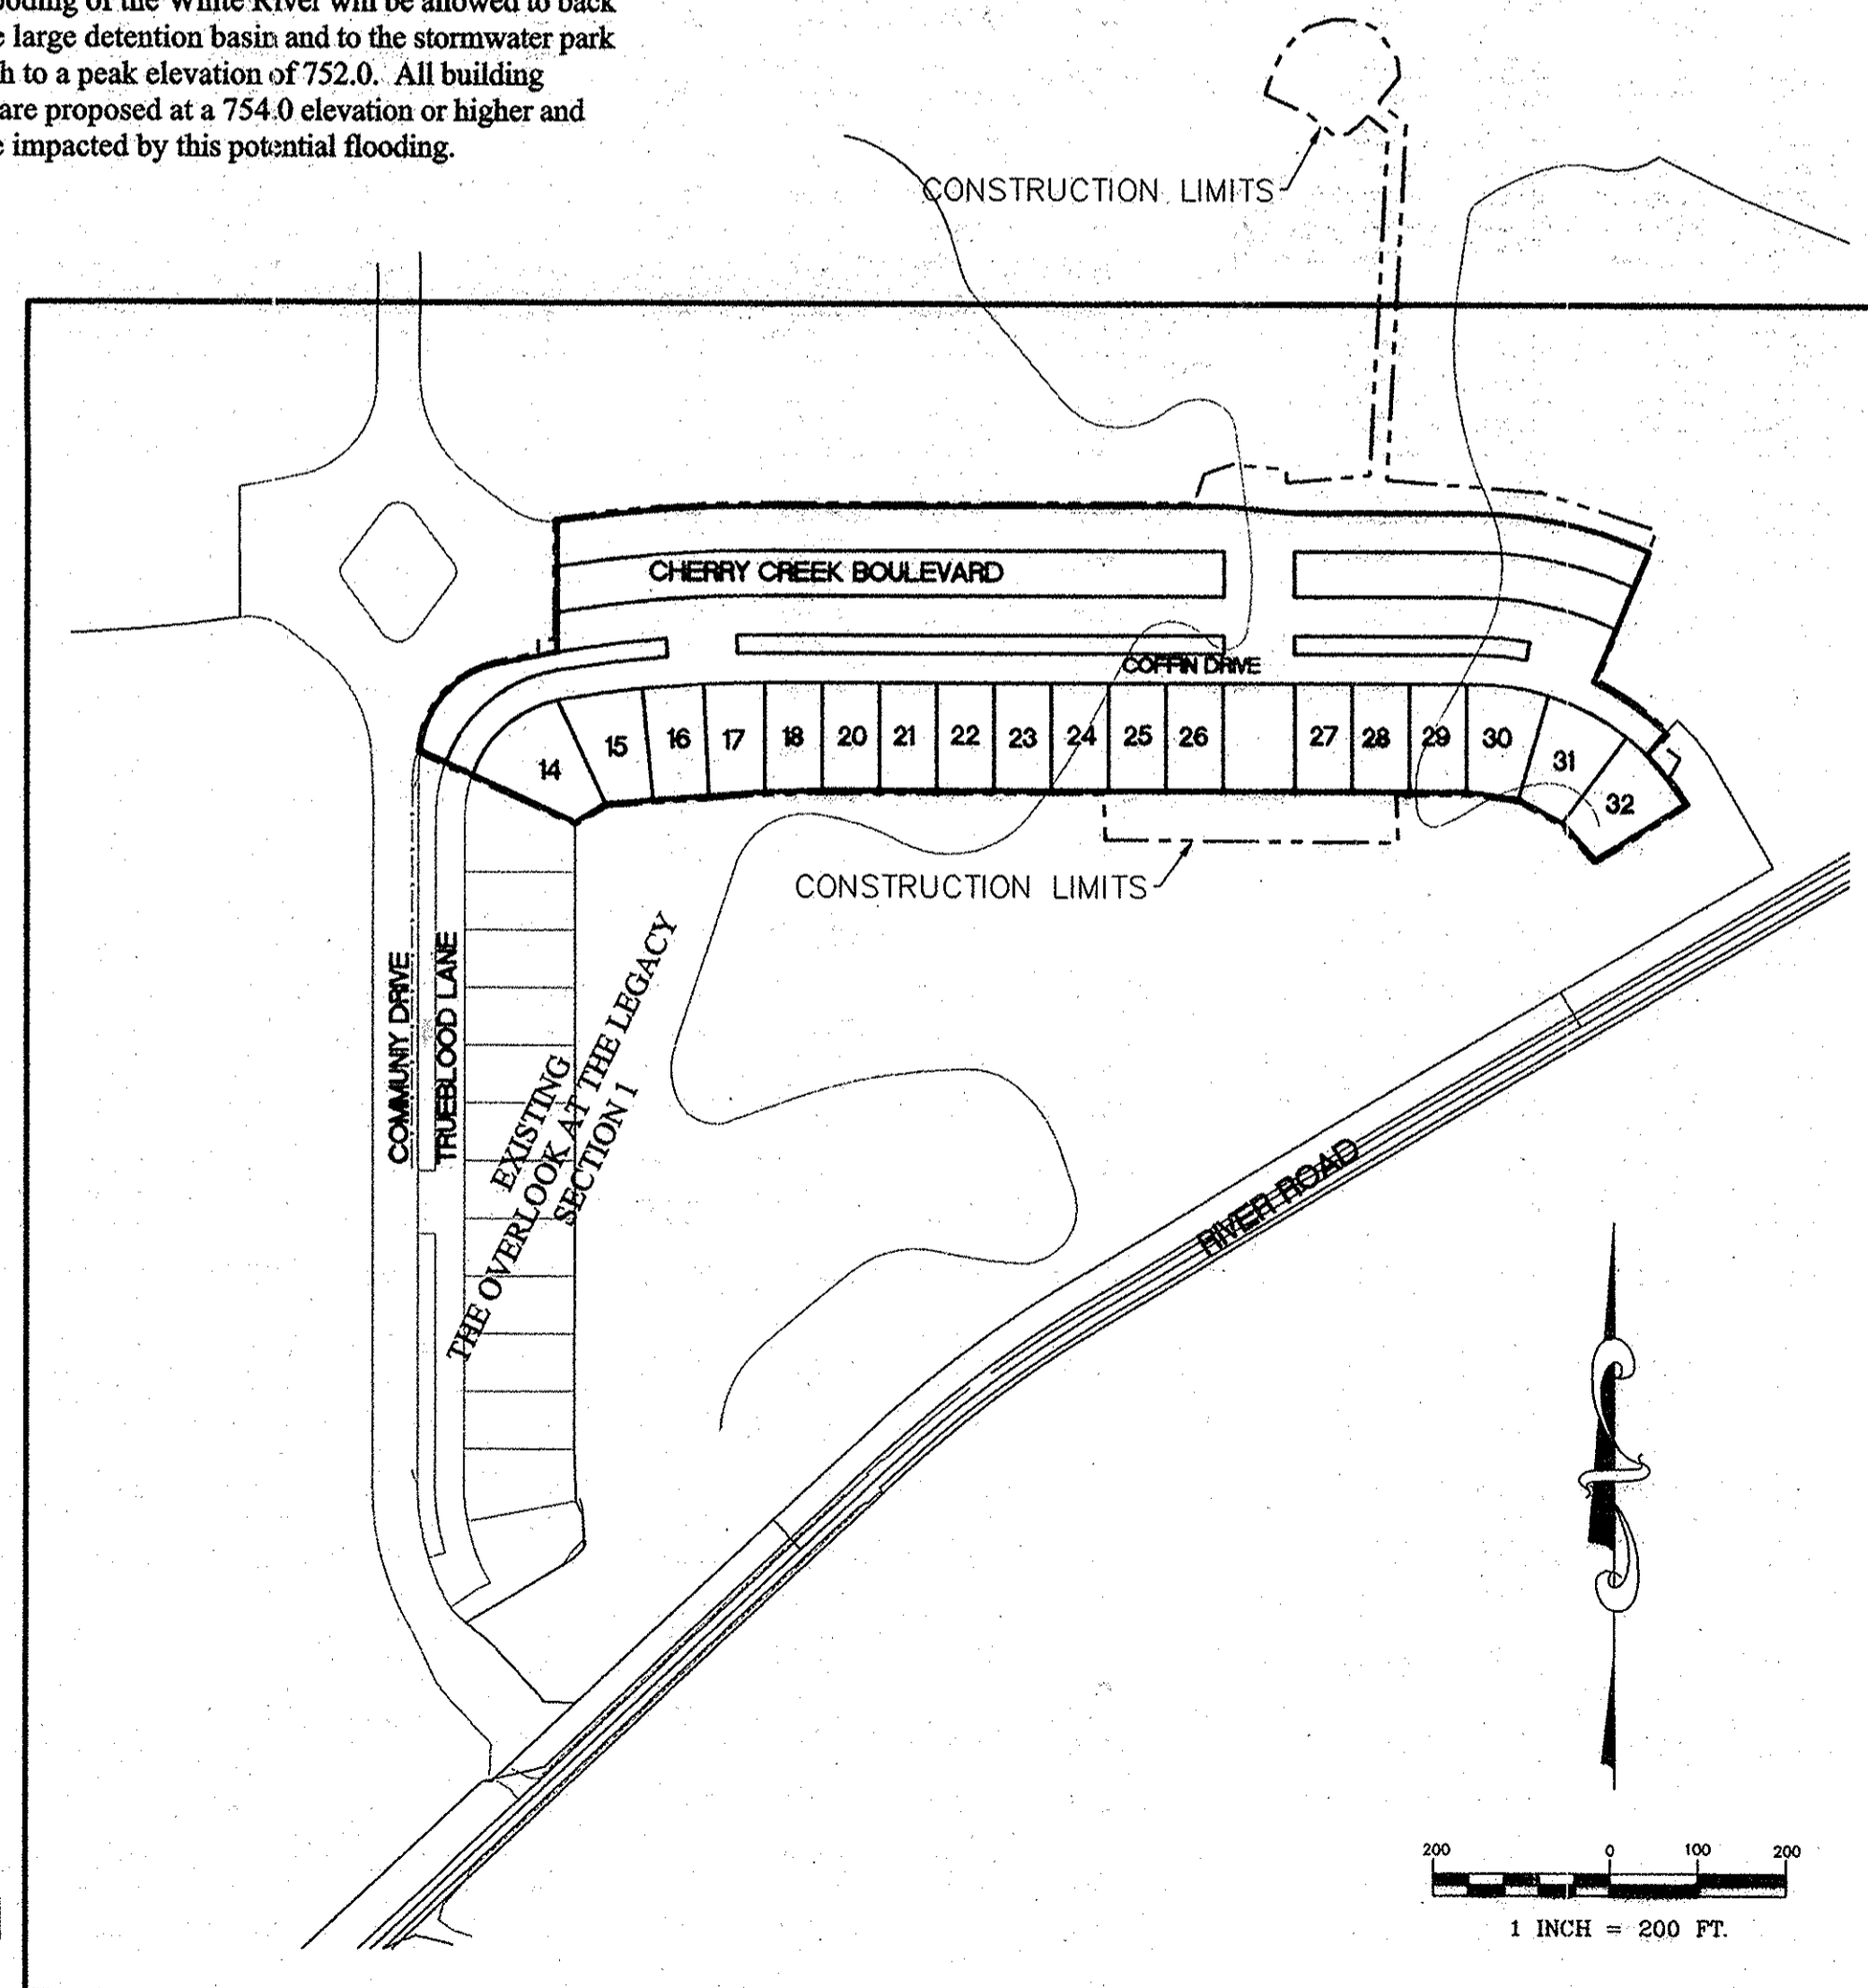 ooding of the White River will be allowed to back
e large detention basin and to the stormwater park
h to a peak elevation of 752.0. All building
are proposed at a 754.0 elevation or higher and
e impacted by this potential flooding.
CONSTRUCTION LIMITS
CHERRY CREEK BOULEVARD
COFFIN DRIVE
14
15
16
17
18
20
21
22
23
24
25
26
27
28
29
30
31
32
CONSTRUCTION LIMITS
COMMUNITY DRIVE
TRUEBLOOD LANE
EXISTING
THE OVERLOOK AT THE LEGACY
SECTION 1
RIVER ROAD
200 0 100 200
1 INCH = 200 FT.